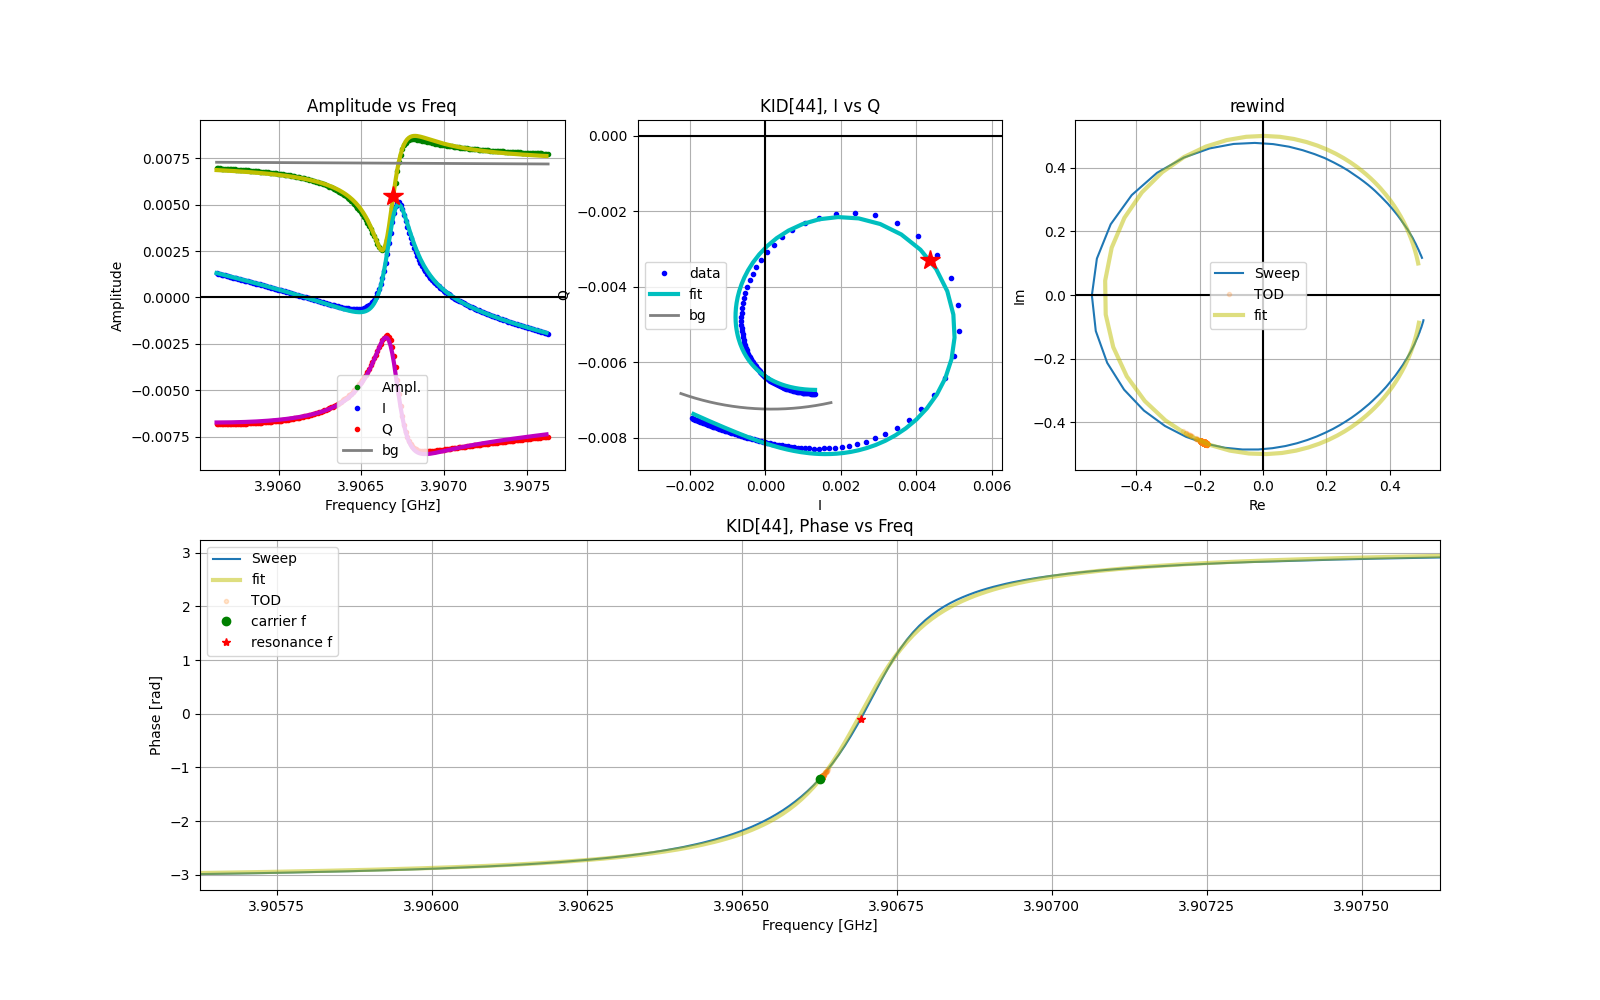 Amplitude vs Freq
Amplitude
0.0075
0.0050
0.0025
0.0000
−0.0025
−0.0050
−0.0075
Ampl.
I
Q
bg
3.9060
3.9065
3.9070
3.9075
Frequency [GHz]
KID[44], I vs Q
Q
0.000
−0.002
−0.004
−0.006
−0.008
data
fit
bg
−0.002
0.000
0.002
0.004
0.006
I
rewind
Im
0.4
0.2
0.0
−0.2
−0.4
Sweep
TOD
fit
−0.4
−0.2
0.0
0.2
0.4
Re
KID[44], Phase vs Freq
Phase [rad]
3
2
1
0
−1
−2
−3
Sweep
fit
TOD
carrier f
resonance f
3.90575
3.90600
3.90625
3.90650
3.90675
3.90700
3.90725
3.90750
Frequency [GHz]